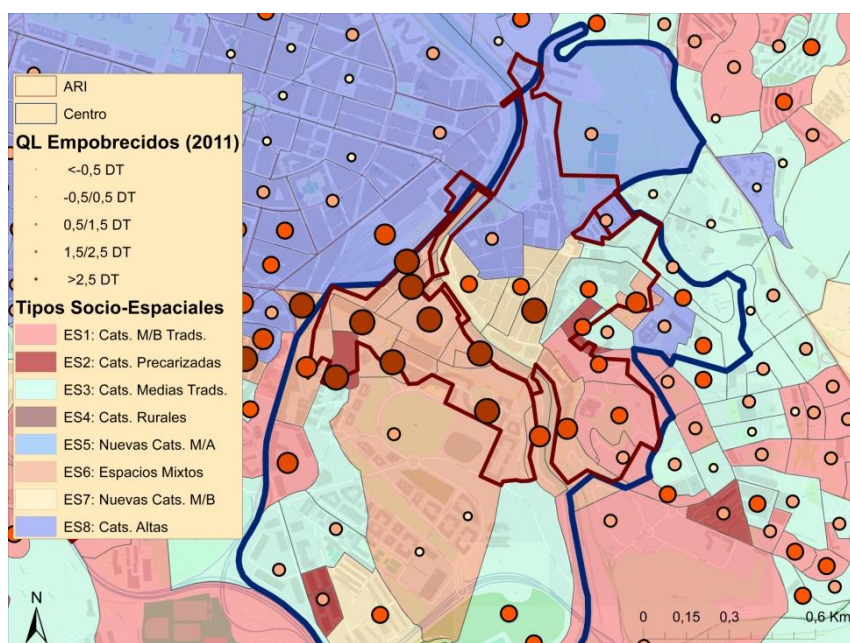 ARI
Centro
QL Empobrecidos (2011)
<-0,5 DT
-0,5/0,5 DT
0,5/1,5 DT
1,5/2,5 DT
>2,5 DT
Tipos Socio-Espaciales
ES1: Cats. M/B Trads.
ES2: Cats. Precarizadas
ES3: Cats. Medias Trads.
ES4: Cats. Rurales
ES5: Nuevas Cats. M/A
ES6: Espacios Mixtos
ES7: Nuevas Cats. M/B
ES8: Cats. Altas
N
0 0,15 0,3 0,6 Km